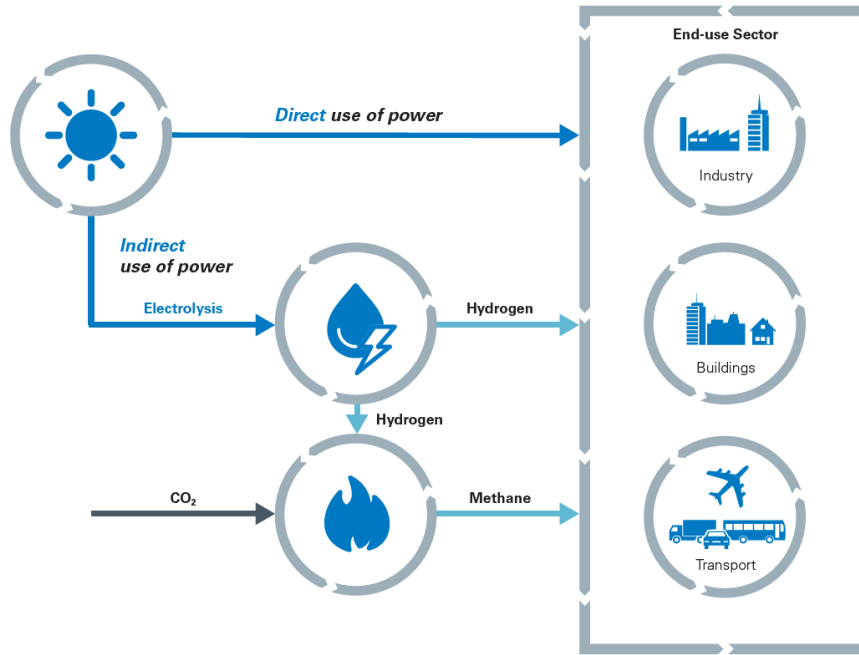 End-use Sector
Direct use of power
Industry
Indirect
use of power
Electrolysis
Hydrogen
Buildings
Hydrogen
CO₂
Methane
Transport